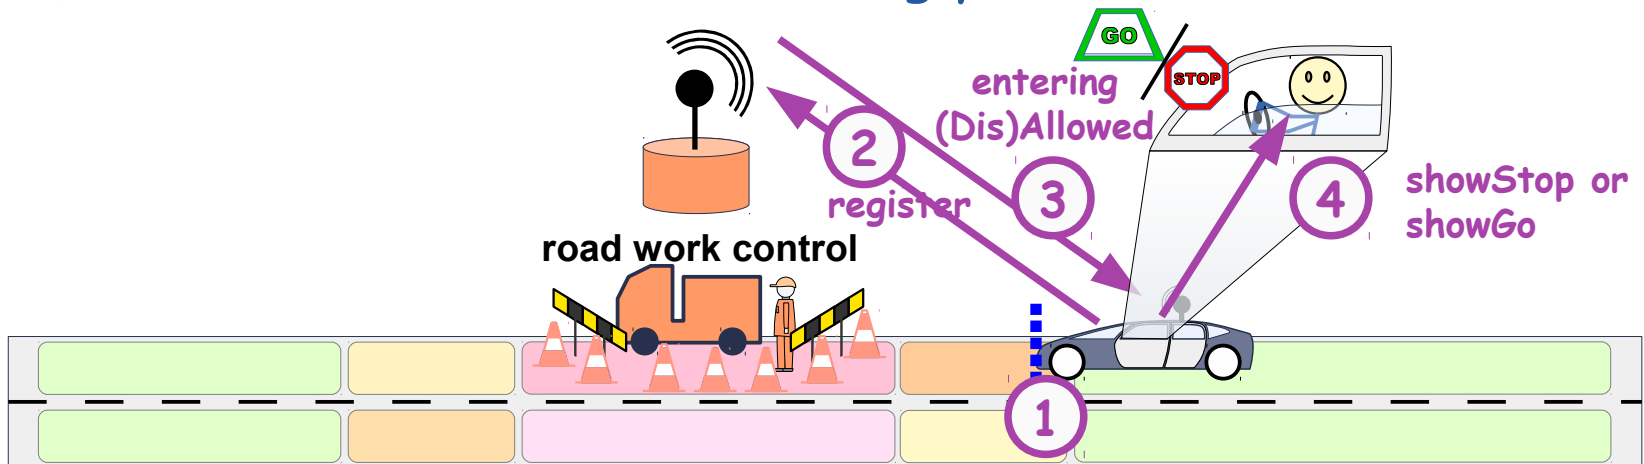 GO
STOP
entering
(Dis)Allowed
2
3
4
register
showStop or
showGo
road work control
1